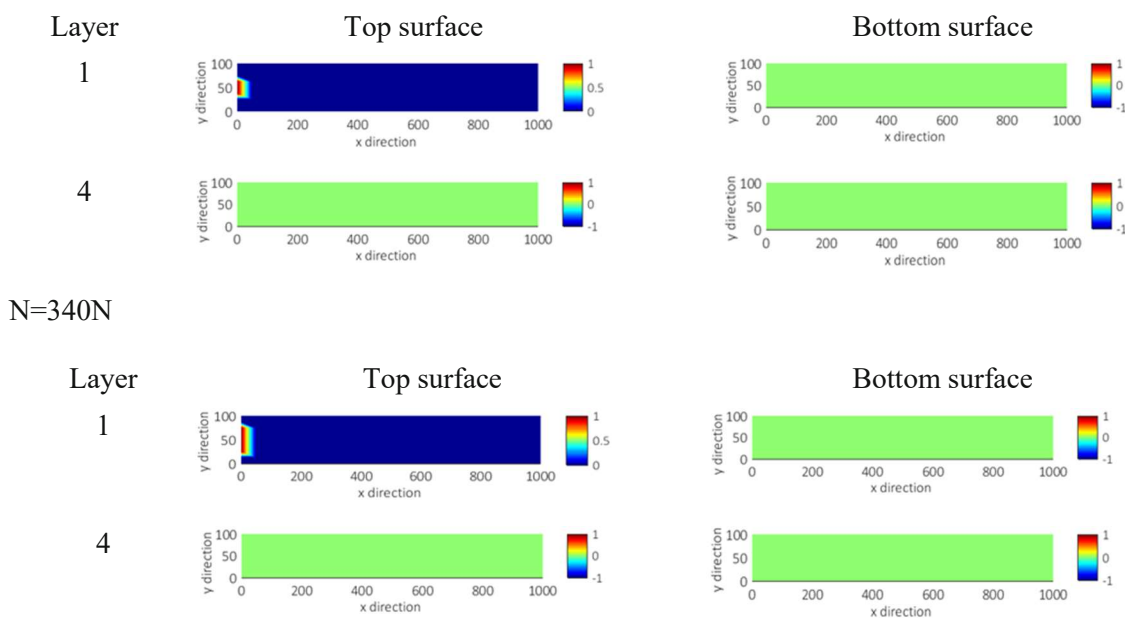 Layer Top surface Bottom surface
1
100 1 100 1
50 0.5 50 0
0 0 0 -1
0 200 400 600 800 1000 0 200 400 600 800 1000
x direction x direction
y direction y direction
4
100 1 100 1
50 0 50 0
0 -1 0 -1
0 200 400 600 800 1000 0 200 400 600 800 1000
x direction x direction
y direction y direction
N=340N
Layer Top surface Bottom surface
1
100 1 100 1
50 0.5 50 0
0 0 0 -1
0 200 400 600 800 1000 0 200 400 600 800 1000
x direction x direction
y direction y direction
4
100 1 100 1
50 0 50 0
0 -1 0 -1
0 200 400 600 800 1000 0 200 400 600 800 1000
x direction x direction
y direction y direction